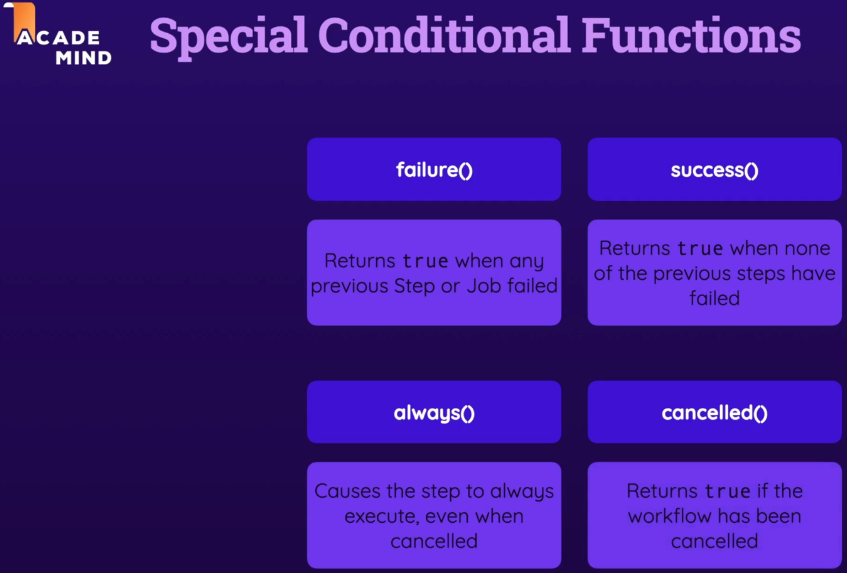 ACADE
MIND
Special Conditional Functions
failure()
success()
Returns true when any
previous Step or Job failed
Returns true when none
of the previous steps have
failed
always()
cancelled()
Causes the step to always
execute, even when
cancelled
Returns true if the
workflow has been
cancelled